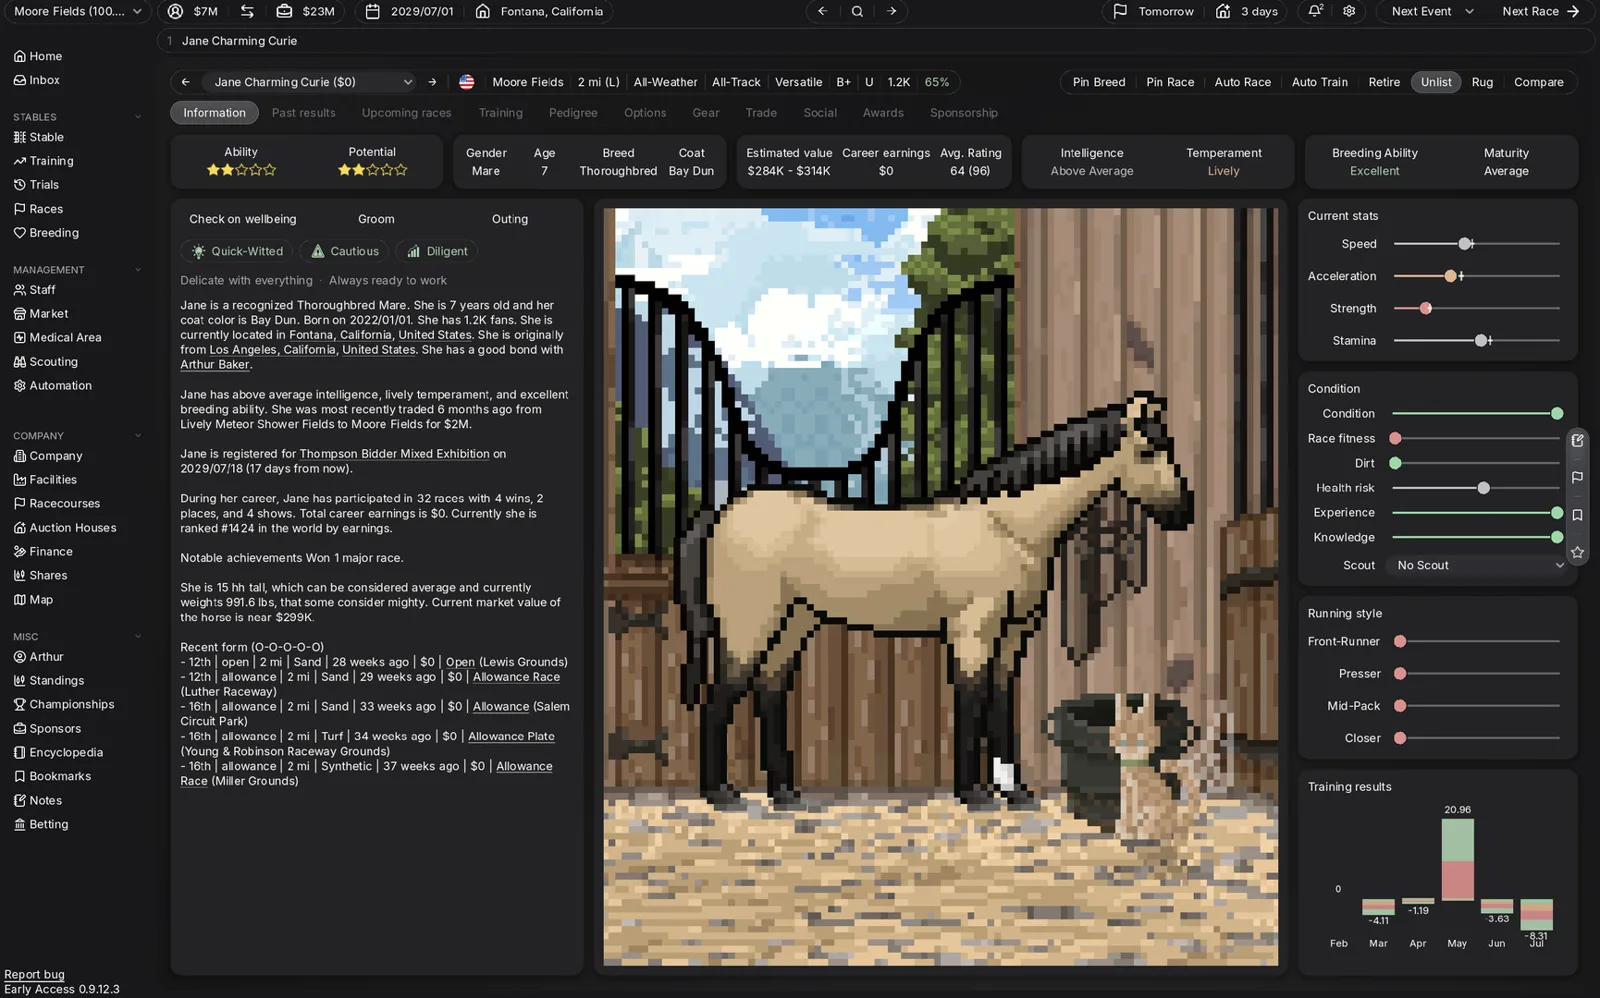 Moore Fields (100....
$7M
$23M
2029/07/01
Fontana, California
Tomorrow
3 days
2
Next Event
Next Race
1 Jane Charming Curie
Home
Inbox
STABLES
Stable
Training
Trials
Races
Breeding
MANAGEMENT
Staff
Market
Medical Area
Scouting
Automation
COMPANY
Company
Facilities
Racecourses
Auction Houses
Finance
Shares
Map
MISC
Arthur
Standings
Championships
Sponsors
Encyclopedia
Bookmarks
Notes
Betting
Report bug
Early Access 0.9.12.3
Jane Charming Curie ($0)
Moore Fields
2 mi (L)
All-Weather
All-Track
Versatile
B+
U
1.2K
65%
Pin Breed
Pin Race
Auto Race
Auto Train
Retire
Unlist
Rug
Compare
Information
Past results
Upcoming races
Training
Pedigree
Options
Gear
Trade
Social
Awards
Sponsorship
Ability
Potential
Gender
Mare
Age
7
Breed
Thoroughbred
Coat
Bay Dun
Estimated value
$284K - $314K
Career earnings
$0
Avg. Rating
64 (96)
Intelligence
Above Average
Temperament
Lively
Breeding Ability
Excellent
Maturity
Average
Check on wellbeing
Groom
Outing
Quick-Witted
Cautious
Diligent
Delicate with everything · Always ready to work
Jane is a recognized Thoroughbred Mare. She is 7 years old and her
coat color is Bay Dun. Born on 2022/01/01. She has 1.2K fans. She is
currently located in Fontana, California, United States. She is originally
from Los Angeles, California, United States. She has a good bond with
Arthur Baker.
Jane has above average intelligence, lively temperament, and excellent
breeding ability. She was most recently traded 6 months ago from
Lively Meteor Shower Fields to Moore Fields for $2M.
Jane is registered for Thompson Bidder Mixed Exhibition on
2029/07/18 (17 days from now).
During her career, Jane has participated in 32 races with 4 wins, 2
places, and 4 shows. Total career earnings is $0. Currently she is
ranked #1424 in the world by earnings.
Notable achievements Won 1 major race.
She is 15 hh tall, which can be considered average and currently
weights 991.6 lbs, that some consider mighty. Current market value of
the horse is near $299K.
Recent form (O-O-O-O-O)
- 12th | open | 2 mi | Sand | 28 weeks ago | $0 | Open (Lewis Grounds)
- 12th | allowance | 2 mi | Sand | 29 weeks ago | $0 | Allowance Race
(Luther Raceway)
- 16th | allowance | 2 mi | Sand | 33 weeks ago | $0 | Allowance (Salem
Circuit Park)
- 16th | allowance | 2 mi | Turf | 34 weeks ago | $0 | Allowance Plate
(Young & Robinson Raceway Grounds)
- 16th | allowance | 2 mi | Synthetic | 37 weeks ago | $0 | Allowance
Race (Miller Grounds)
Current stats
Speed
Acceleration
Strength
Stamina
Condition
Condition
Race fitness
Dirt
Health risk
Experience
Knowledge
Scout
No Scout
Running style
Front-Runner
Presser
Mid-Pack
Closer
Training results
20.96
0
-4.11
-1.19
-3.63
-8.31
Feb
Mar
Apr
May
Jun
Jul